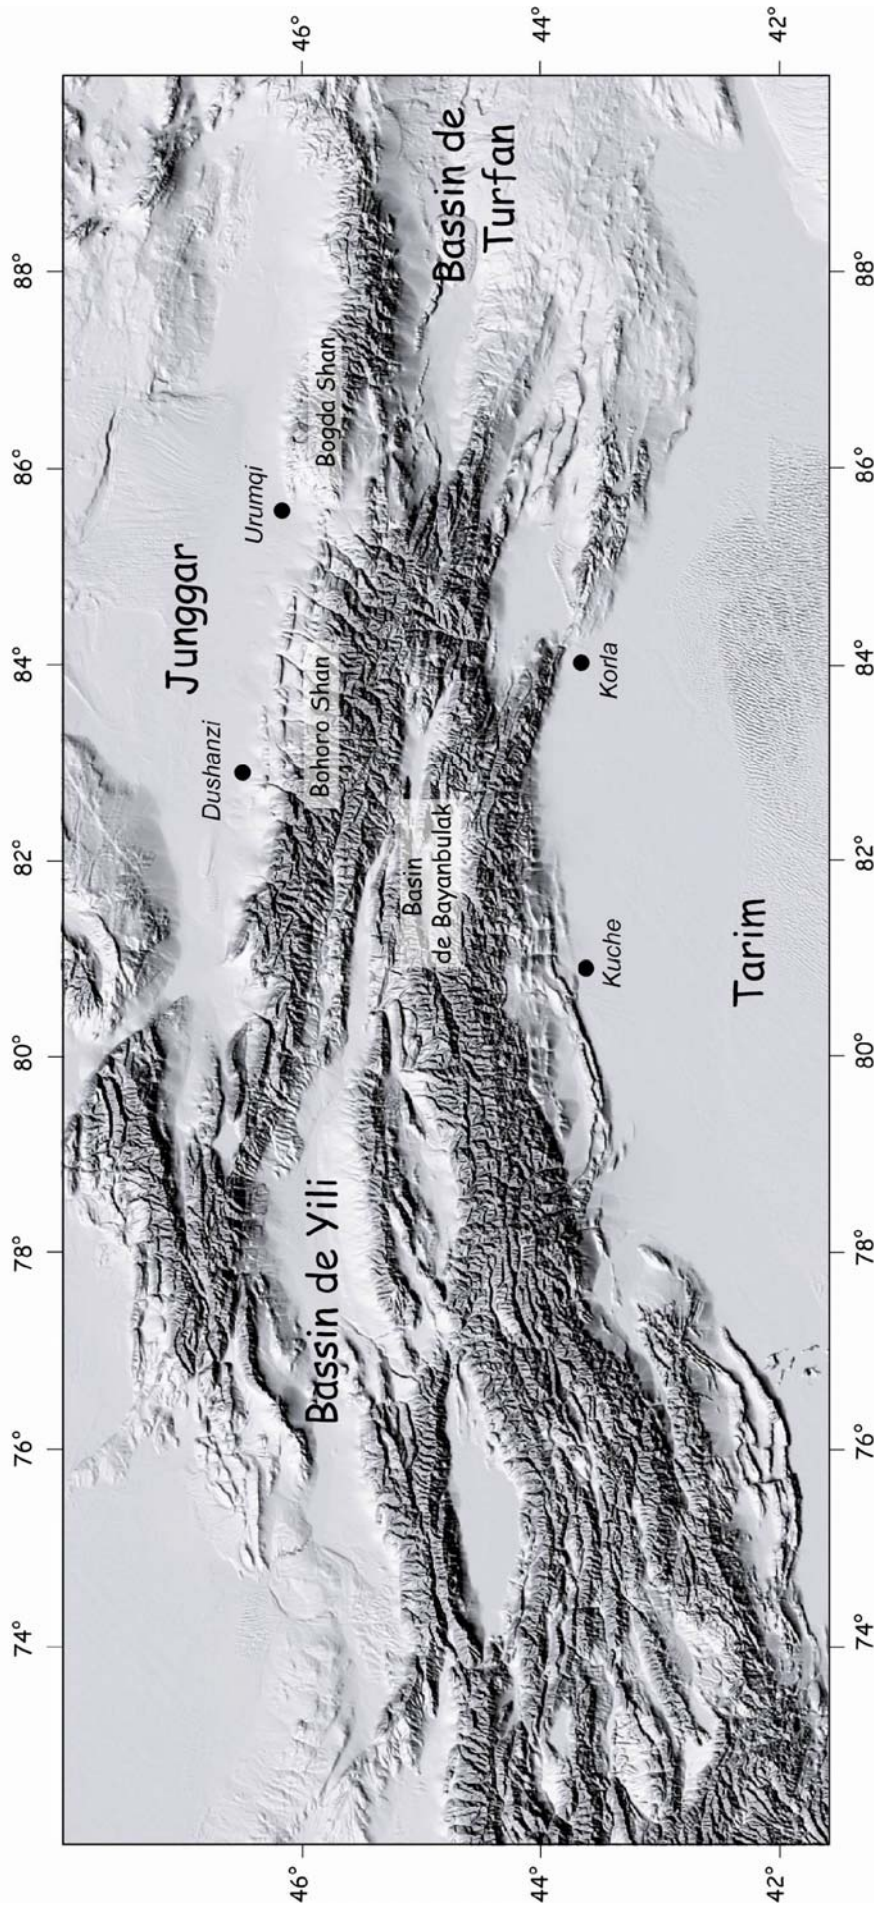 74°
76°
78°
80°
82°
84°
86°
88°
46°
46°
44°
44°
42°
42°
Junggar
Dushanzi
Urumqi
Bohoro Shan
Bogda Shan
Bassin de Yili
Basin
de Bayanbulak
Bassin de
Turfan
Kuche
Korla
Tarim
74°
76°
78°
80°
82°
84°
86°
88°